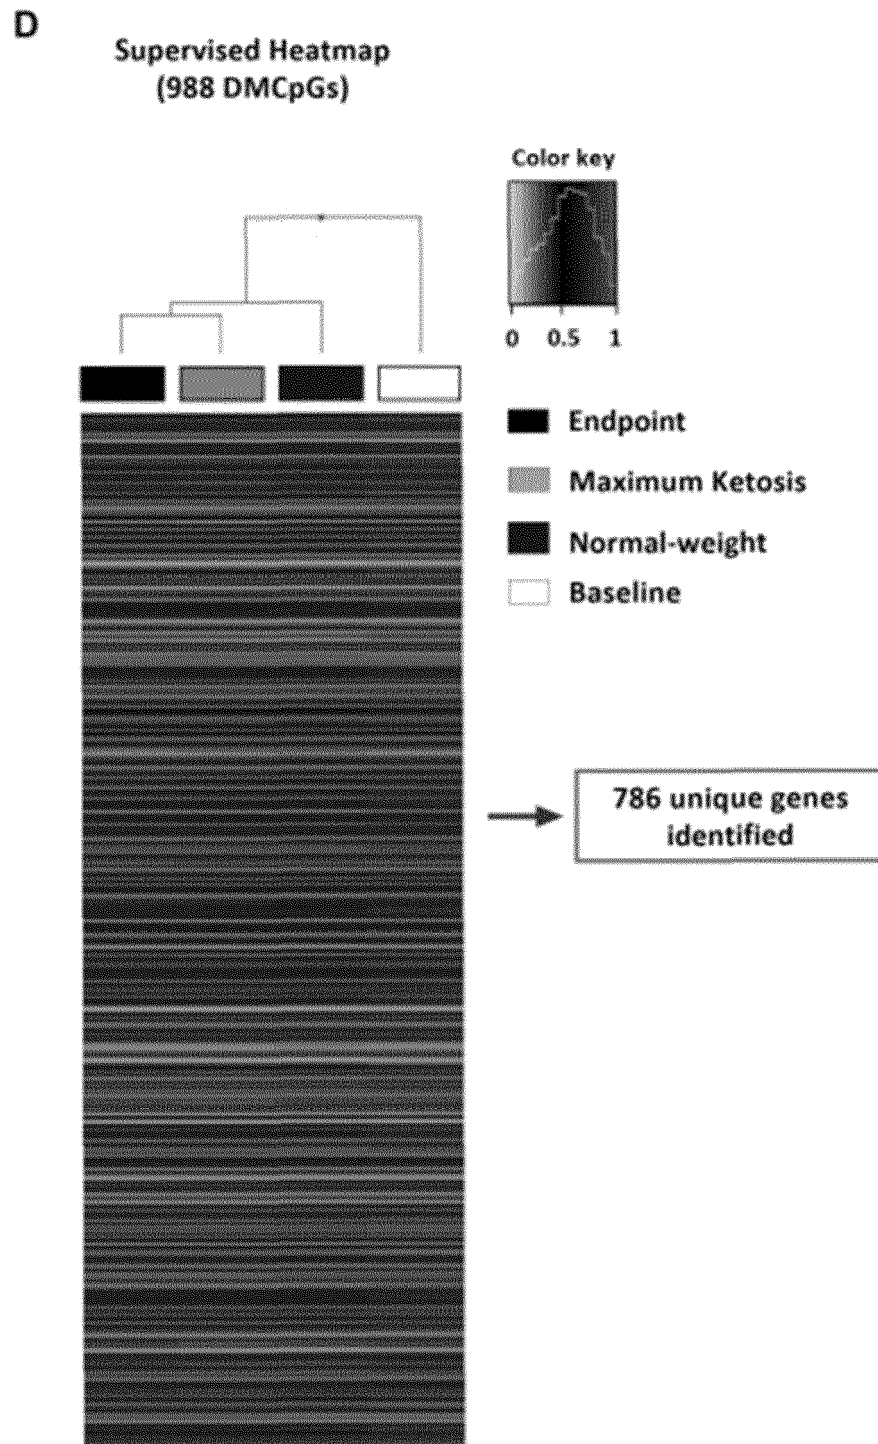 D
Supervised Heatmap
(988 DMCpGs)
Color key
0 0.5 1
Endpoint
Maximum Ketosis
Normal-weight
Baseline
786 unique genes
identified